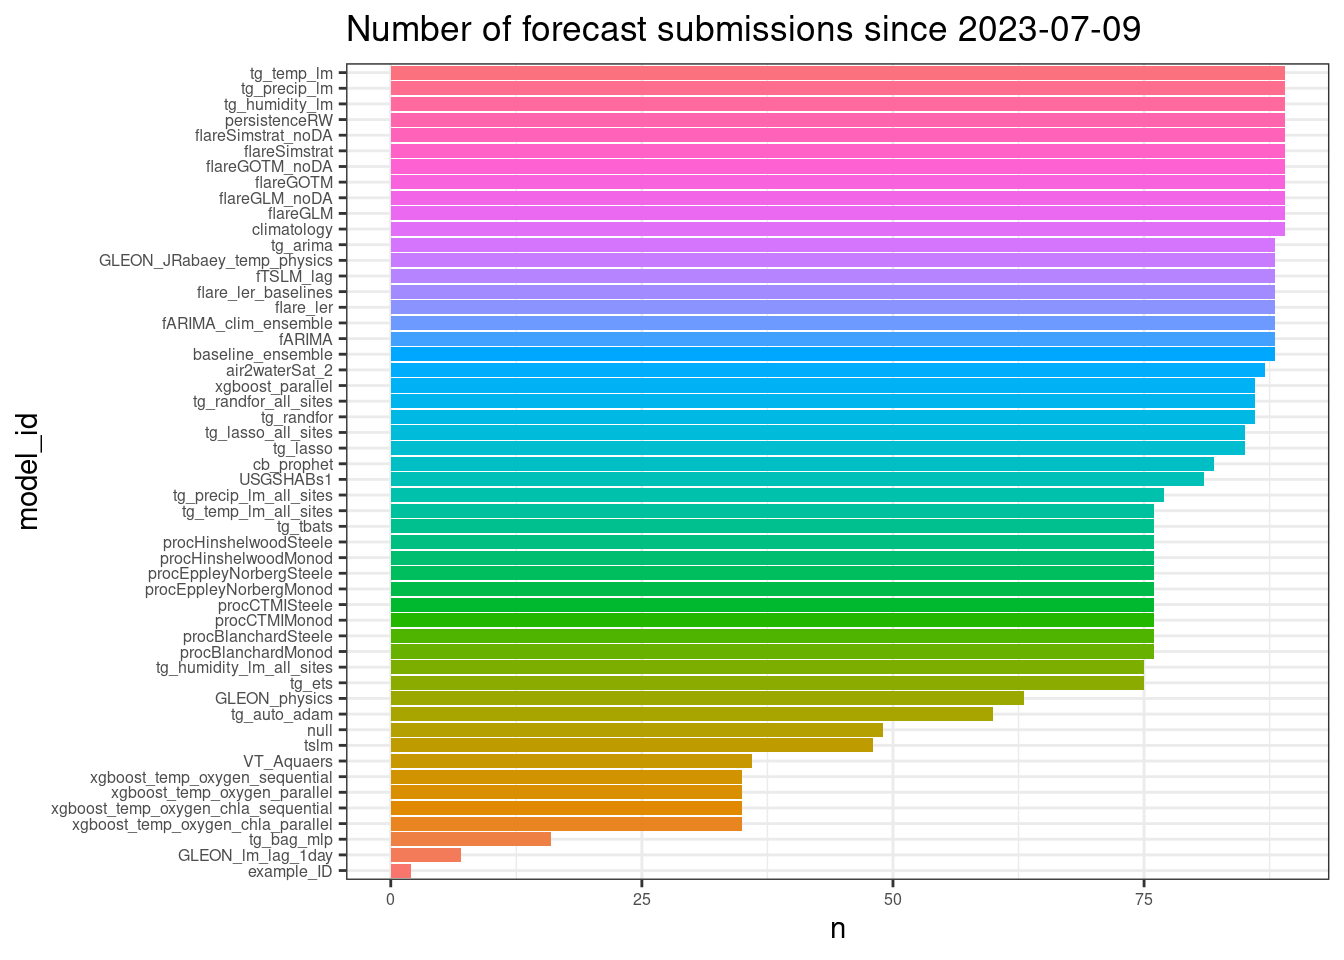 Number of forecast submissions since 2023-07-09
tg_temp_lm
tg_precip_lm
tg_humidity_lm
persistenceRW
flareSimstrat_noDA
flareSimstrat
flareGOTM_noDA
flareGOTM
flareGLM_noDA
flareGLM
climatology
tg_arima
GLEON_JRabaey_temp_physics
fTSLM_lag
flare_ler_baselines
flare_ler
fARIMA_clim_ensemble
fARIMA
baseline_ensemble
air2waterSat_2
xgboost_parallel
tg_randfor_all_sites
tg_randfor
tg_lasso_all_sites
tg_lasso
cb_prophet
USGSHABs1
tg_precip_lm_all_sites
tg_temp_lm_all_sites
tg_tbats
procHinshelwoodSteele
procHinshelwoodMonod
procEppleyNorbergSteele
procEppleyNorbergMonod
procCTMISteele
procCTMIMonod
procBlanchardSteele
procBlanchardMonod
tg_humidity_lm_all_sites
tg_ets
GLEON_physics
tg_auto_adam
null
tslm
VT_Aquaers
xgboost_temp_oxygen_sequential
xgboost_temp_oxygen_parallel
xgboost_temp_oxygen_chla_sequential
xgboost_temp_oxygen_chla_parallel
tg_bag_mlp
GLEON_lm_lag_1day
example_ID
model_id
0 25 50 75
n